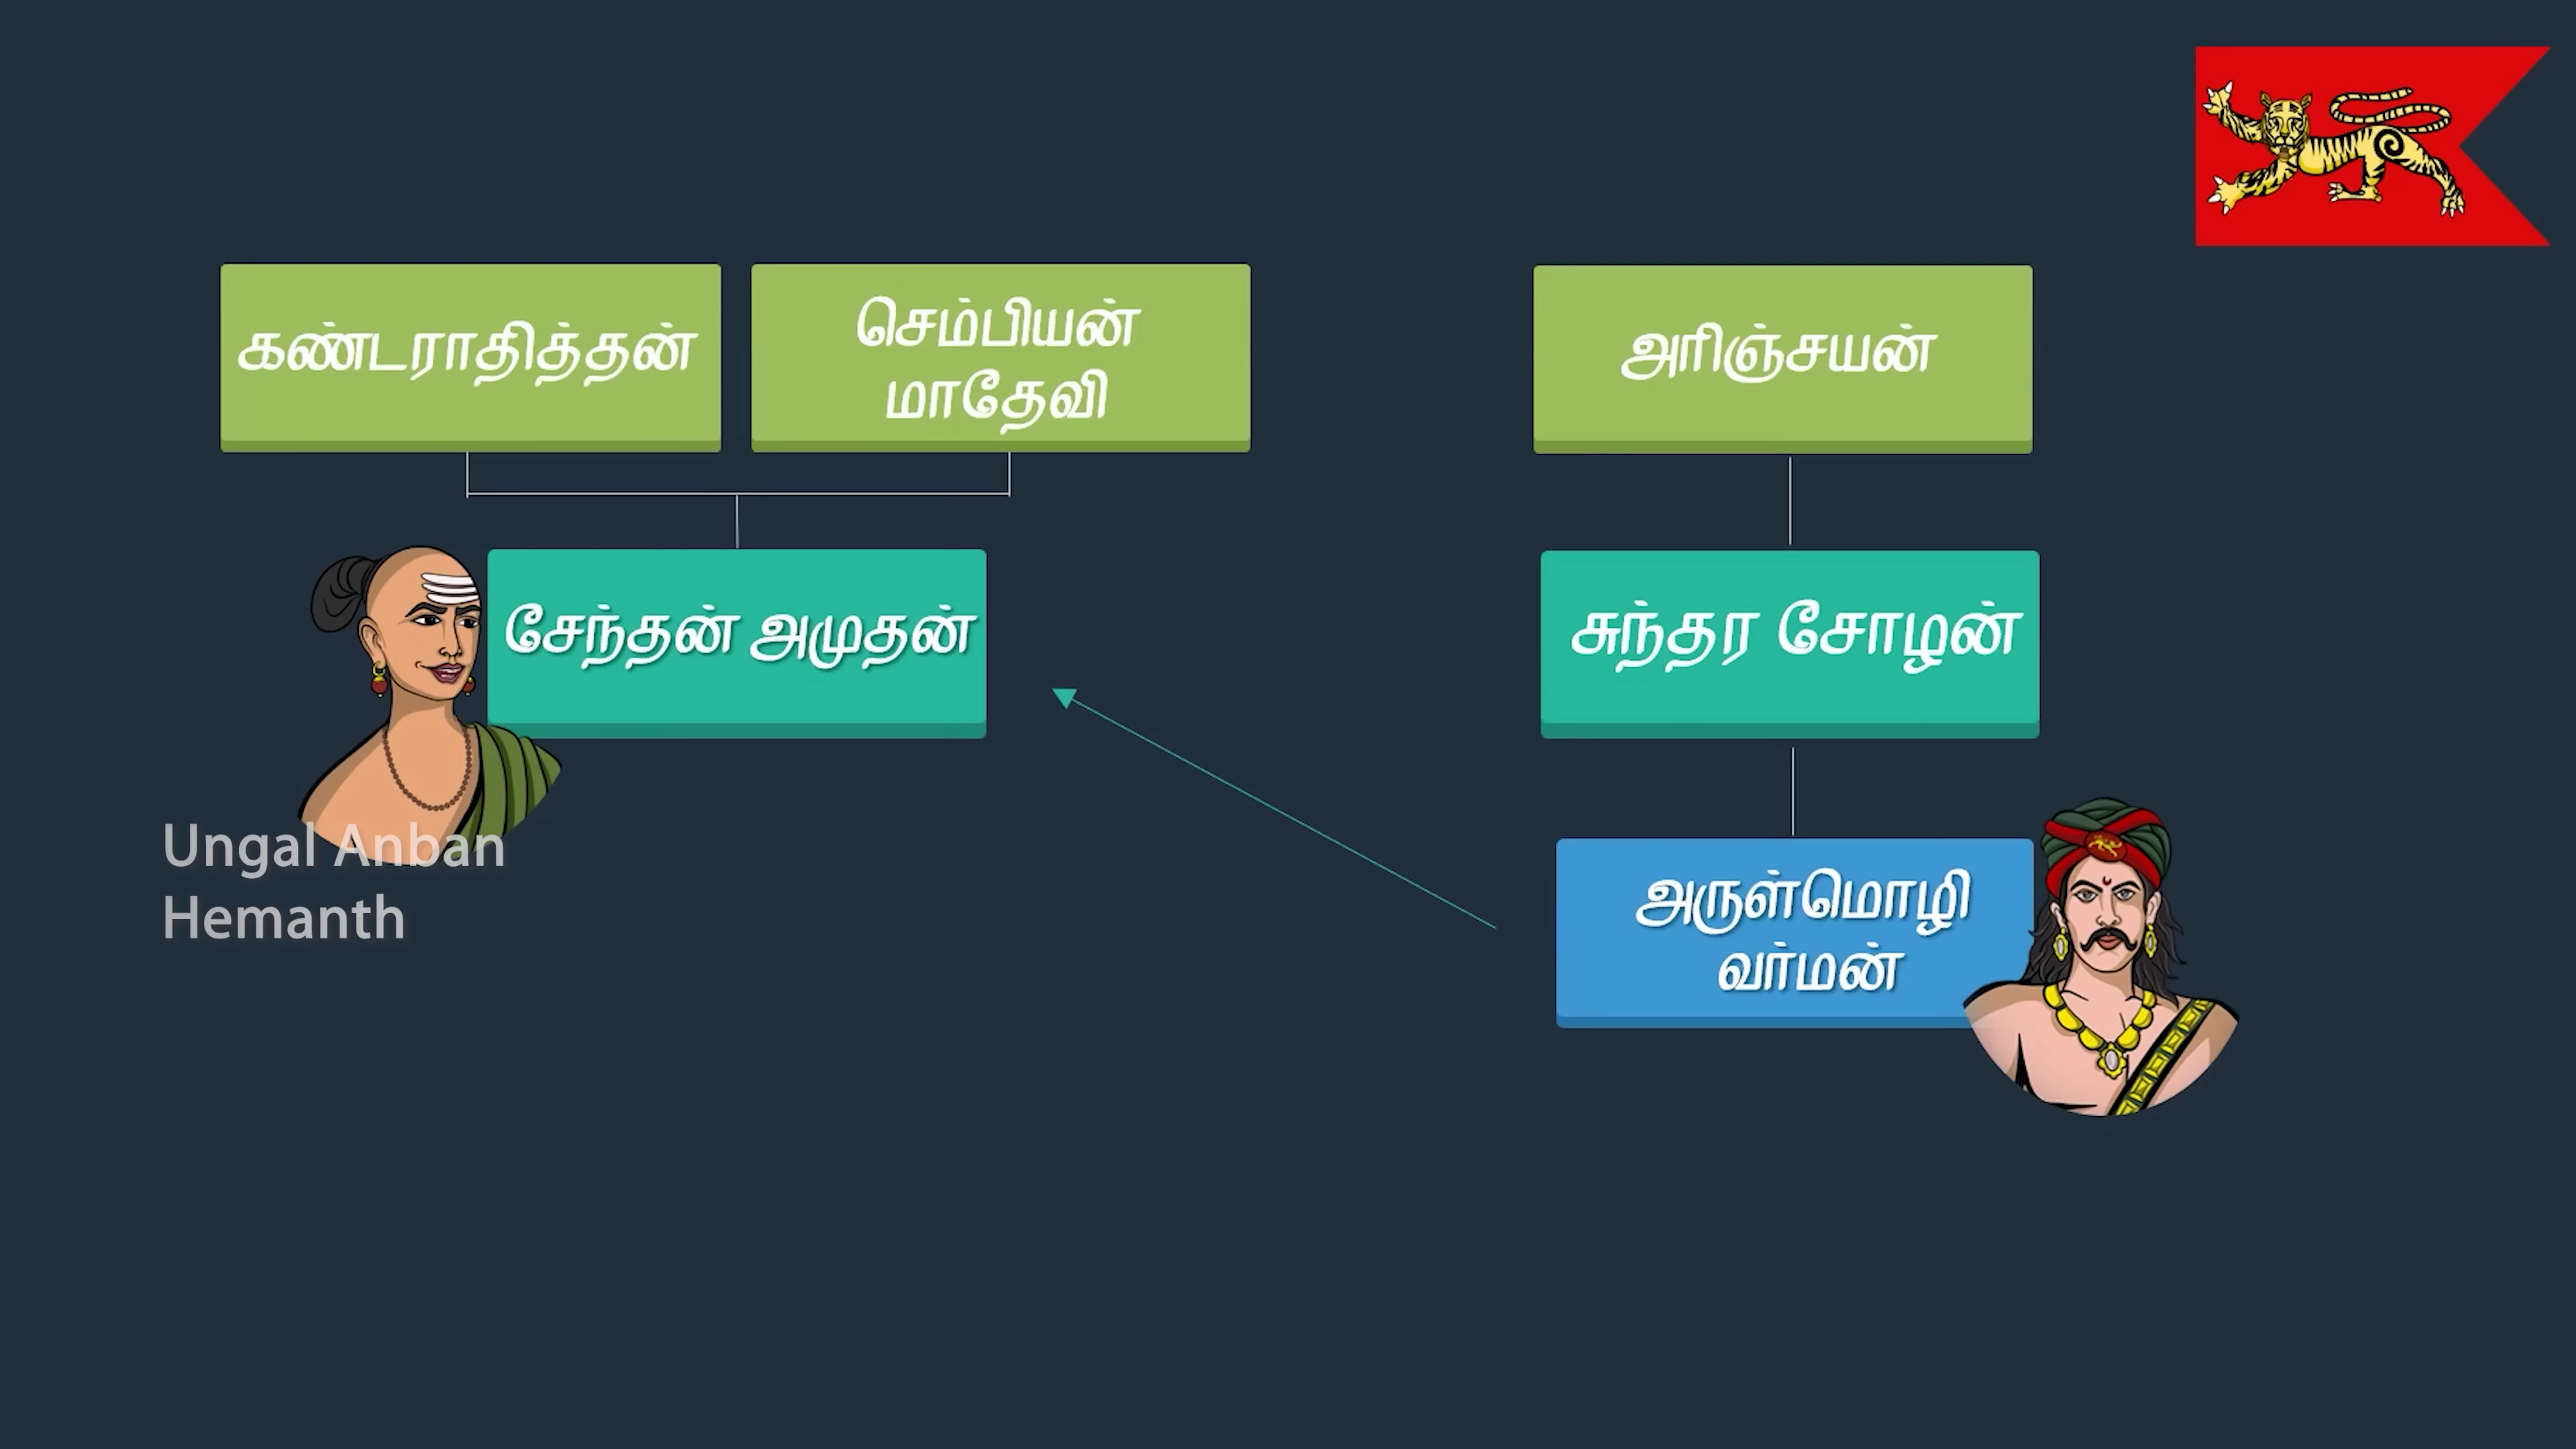 கண்டராதித்தன்
செம்பியன்
மாதேவி
அரிஞ்சயன்
சேந்தன் அமுதன்
சுந்தர சோழன்
அருள்மொழி
வர்மன்
Ungal Anban
Hemanth